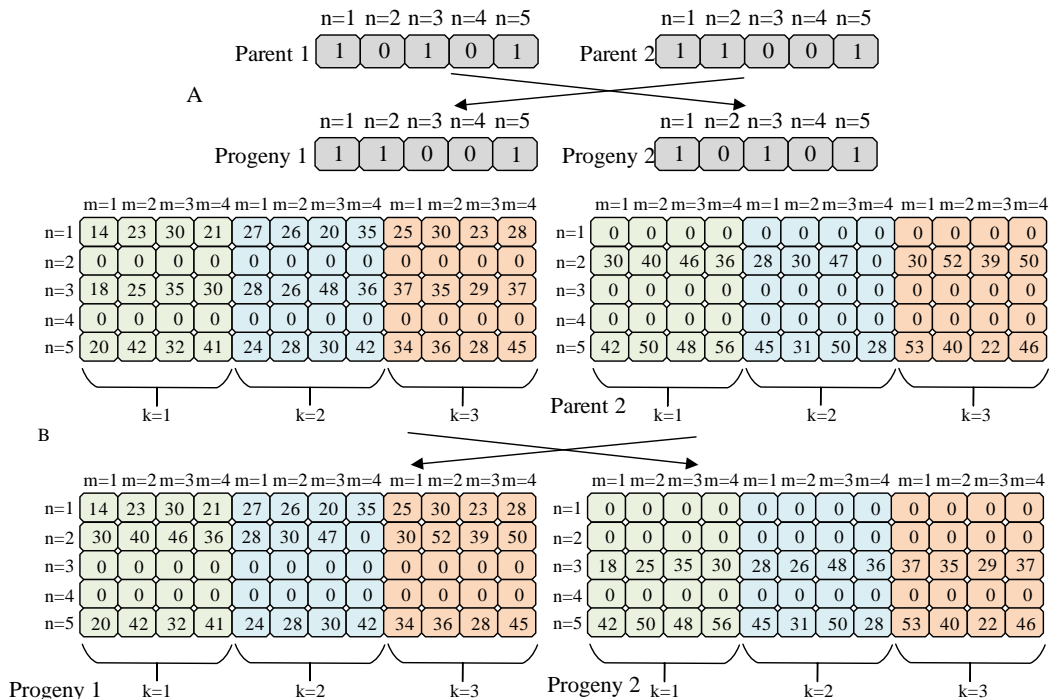 n=1 n=2 n=3 n=4 n=5 n=1 n=2 n=3 n=4 n=5
Parent 1 1 0 1 0 1 Parent 2 1 1 0 0 1
A
n=1 n=2 n=3 n=4 n=5 n=1 n=2 n=3 n=4 n=5
Progeny 1 1 1 0 0 1 Progeny 2 1 0 1 0 1
m=1 m=2 m=3 m=4 m=1 m=2 m=3 m=4 m=1 m=2 m=3 m=4 m=1 m=2 m=3 m=4 m=1 m=2 m=3 m=4 m=1 m=2 m=3 m=4
n=1 14 23 30 21 27 26 20 35 25 30 23 28 n=1 0 0 0 0 0 0 0 0 0 0 0 0
n=2 0 0 0 0 0 0 0 0 0 0 0 0 n=2 30 40 46 36 28 30 47 0 30 52 39 50
n=3 18 25 35 30 28 26 48 36 37 35 29 37 n=3 0 0 0 0 0 0 0 0 0 0 0 0
n=4 0 0 0 0 0 0 0 0 0 0 0 0 n=4 0 0 0 0 0 0 0 0 0 0 0 0
n=5 20 42 32 41 24 28 30 42 34 36 28 45 n=5 42 50 48 56 45 31 50 28 53 40 22 46
k=1 k=2 k=3 Parent 2 k=1 k=2 k=3
B
m=1 m=2 m=3 m=4 m=1 m=2 m=3 m=4 m=1 m=2 m=3 m=4 m=1 m=2 m=3 m=4 m=1 m=2 m=3 m=4 m=1 m=2 m=3 m=4
n=1 14 23 30 21 27 26 20 35 25 30 23 28 n=1 0 0 0 0 0 0 0 0 0 0 0 0
n=2 30 40 46 36 28 30 47 0 30 52 39 50 n=2 0 0 0 0 0 0 0 0 0 0 0 0
n=3 0 0 0 0 0 0 0 0 0 0 0 0 n=3 18 25 35 30 28 26 48 36 37 35 29 37
n=4 0 0 0 0 0 0 0 0 0 0 0 0 n=4 0 0 0 0 0 0 0 0 0 0 0 0
n=5 20 42 32 41 24 28 30 42 34 36 28 45 n=5 42 50 48 56 45 31 50 28 53 40 22 46
Progeny 1 k=1 k=2 k=3 Progeny 2 k=1 k=2 k=3